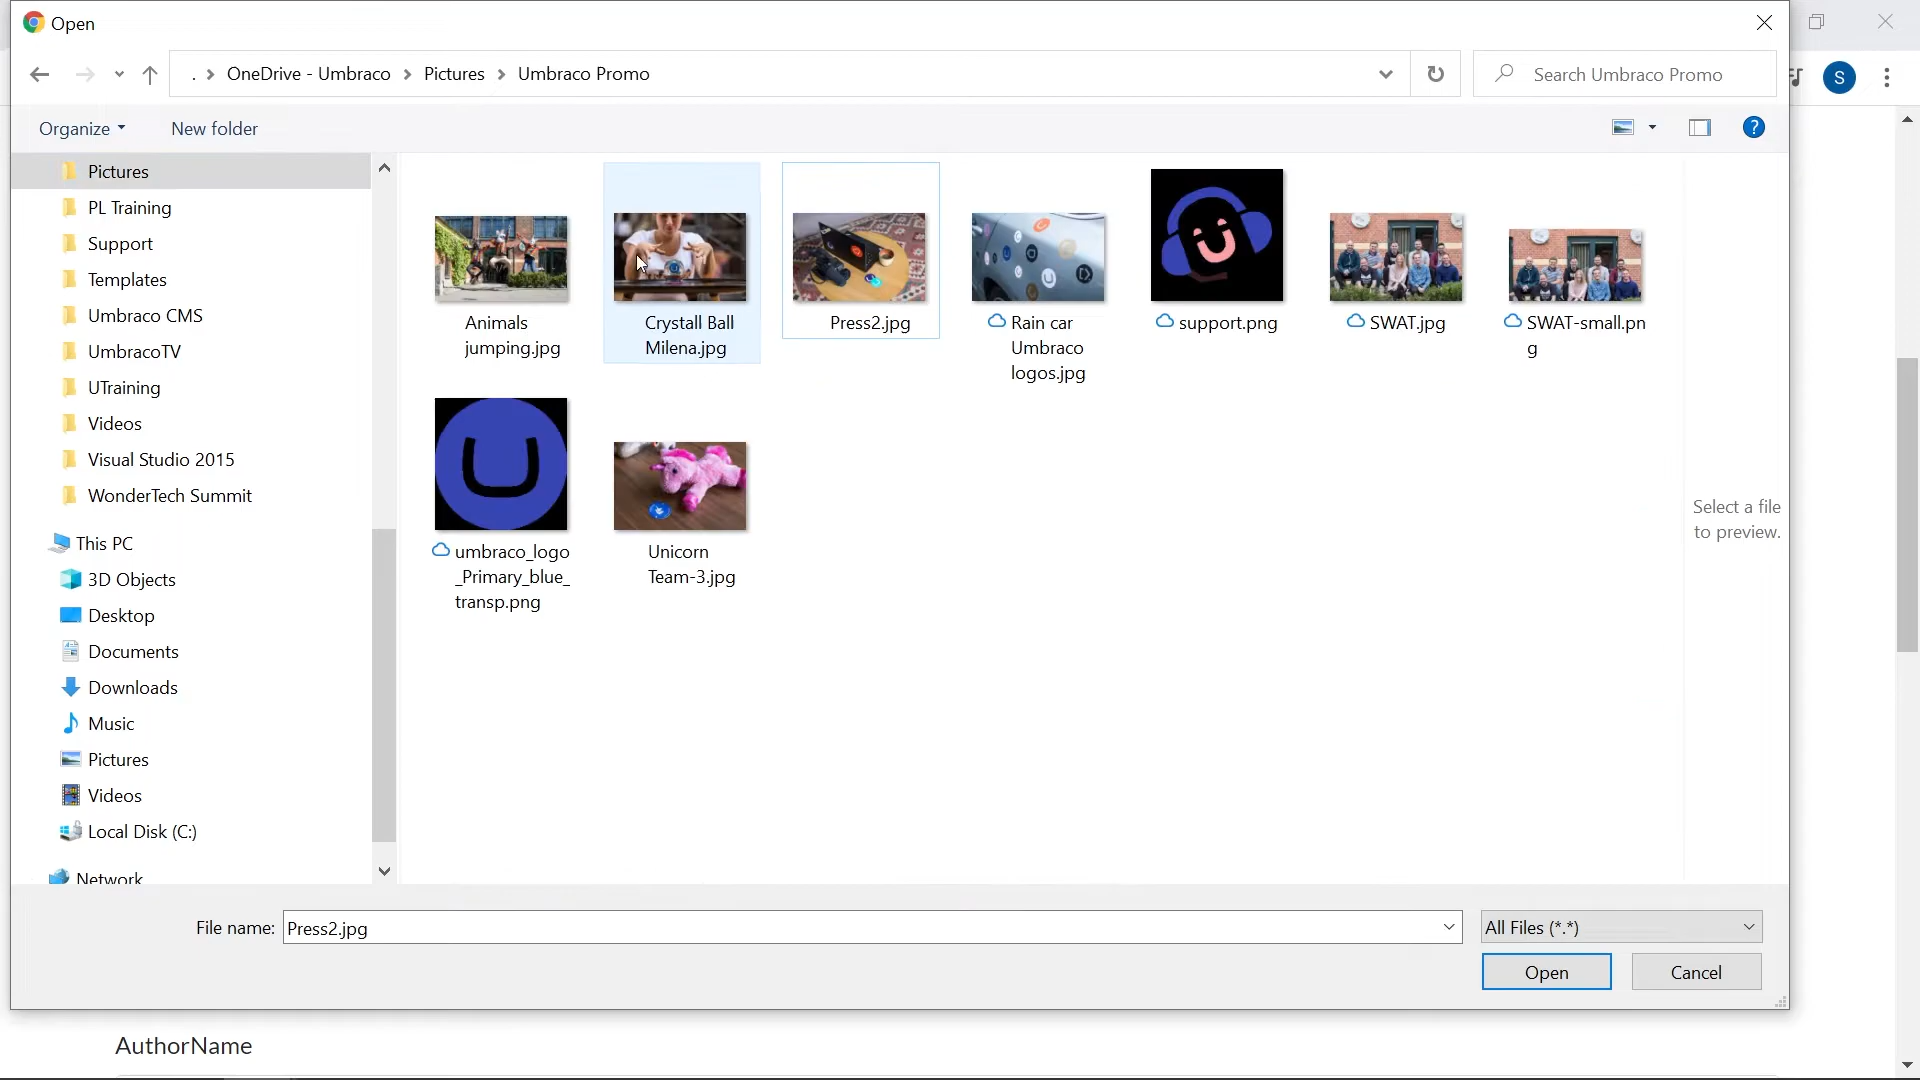 Open
. > OneDrive - Umbraco > Pictures > Umbraco Promo
Search Umbraco Promo
S
Organize
New folder
?
Pictures
PL Training
Support
Templates
Umbraco CMS
UmbracoTV
UTraining
Videos
Visual Studio 2015
WonderTech Summit
This PC
3D Objects
Desktop
Documents
Downloads
Music
Pictures
Videos
Local Disk (C:)
Network
Animals
jumping.jpg
Crystall Ball
Milena.jpg
Press2.jpg
Rain car
Umbraco
logos.jpg
support.png
SWAT.jpg
SWAT-small.pn
g
umbraco_logo
_Primary_blue_
transp.png
Unicorn
Team-3.jpg
Select a file
to preview.
File name:
Press2.jpg
All Files (*.*)
Open
Cancel
AuthorName